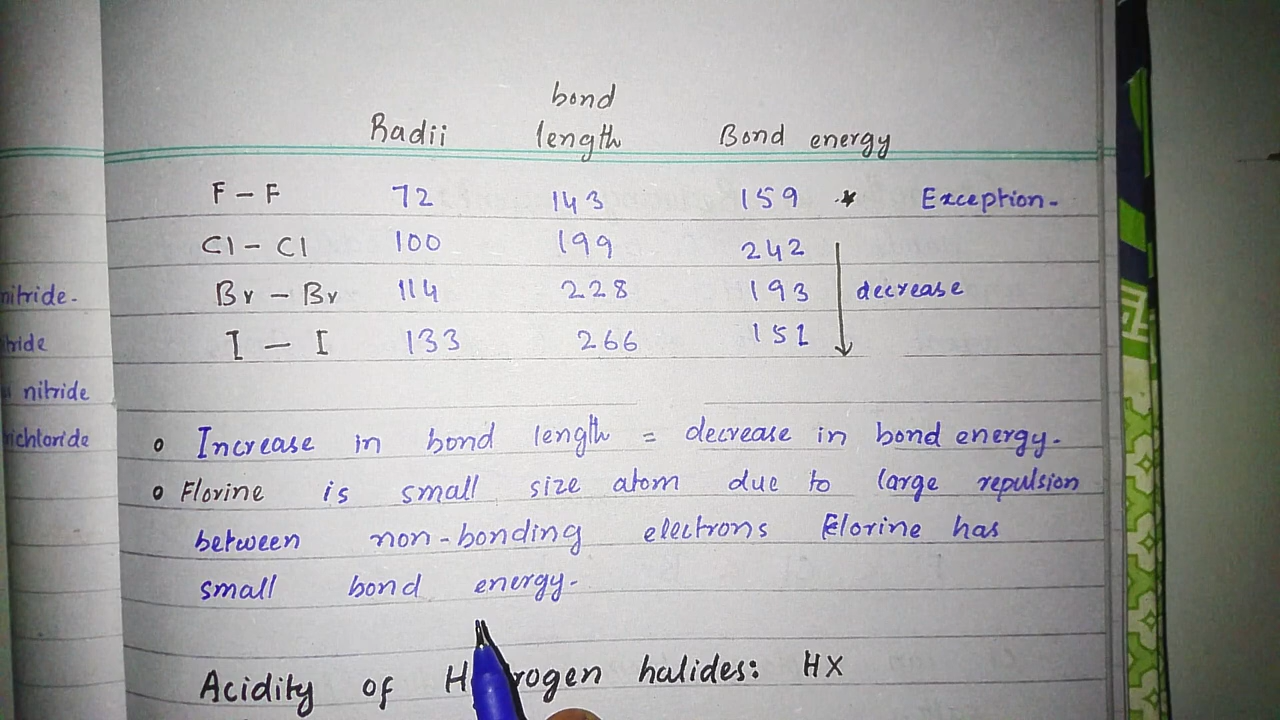 bond
Radii length Bond energy
F - F 72 143 159 * Exception-
Cl - Cl 100 199 242
nitride- Br - Br 114 228 193 decrease
I - I 133 266 151
nitride
o Increase in bond length = decrease in bond energy-
o Florine is small size atom due to large repulsion
between non-bonding electrons Florine has
small bond energy-
Acidity of halides: HX